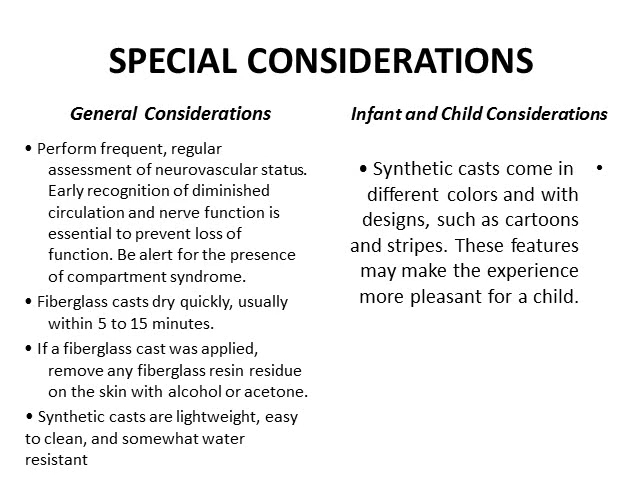 SPECIAL CONSIDERATIONS
General Considerations
• Perform frequent, regular
assessment of neurovascular status.
Early recognition of diminished
circulation and nerve function is
essential to prevent loss of
function. Be alert for the presence
of compartment syndrome.
• Fiberglass casts dry quickly, usually
within 5 to 15 minutes.
• If a fiberglass cast was applied,
remove any fiberglass resin residue
on the skin with alcohol or acetone.
• Synthetic casts are lightweight, easy
to clean, and somewhat water
resistant
Infant and Child Considerations
• Synthetic casts come in •
different colors and with
designs, such as cartoons
and stripes. These features
may make the experience
more pleasant for a child.